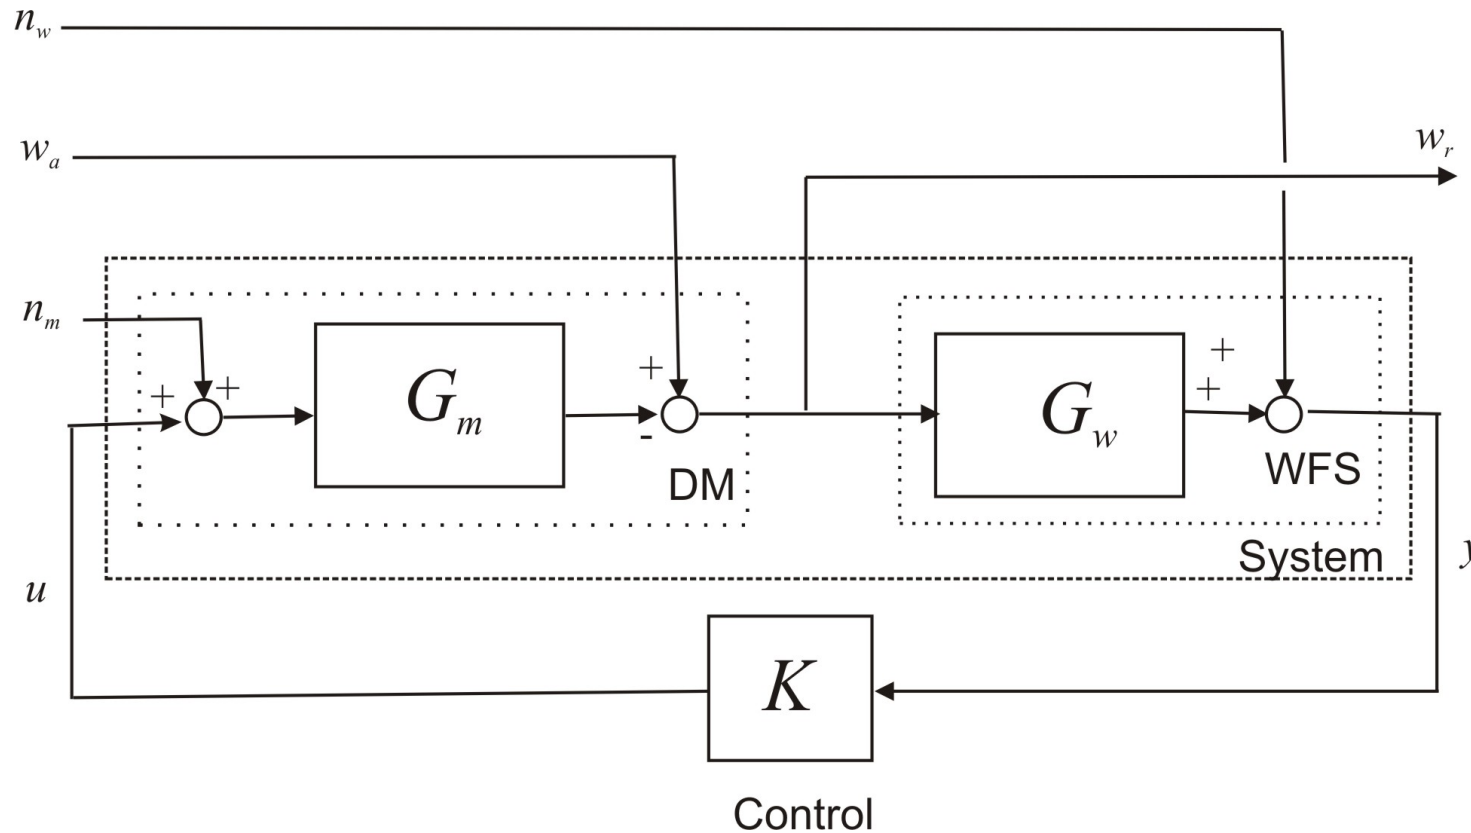 n_w
w_a
w_r
n_m
+
+
+
+
+
G_m
G_w
-
DM
WFS
System
y
u
K
Control